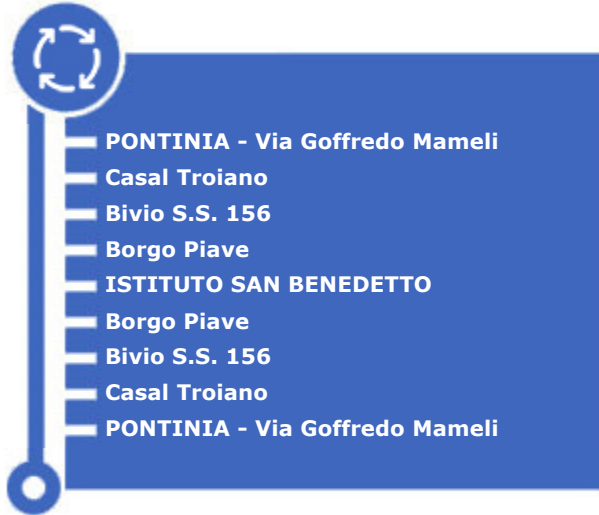 PONTINIA - Via Goffredo Mameli
Casal Troiano
Bivio S.S. 156
Borgo Piave
ISTITUTO SAN BENEDETTO
Borgo Piave
Bivio S.S. 156
Casal Troiano
PONTINIA - Via Goffredo Mameli